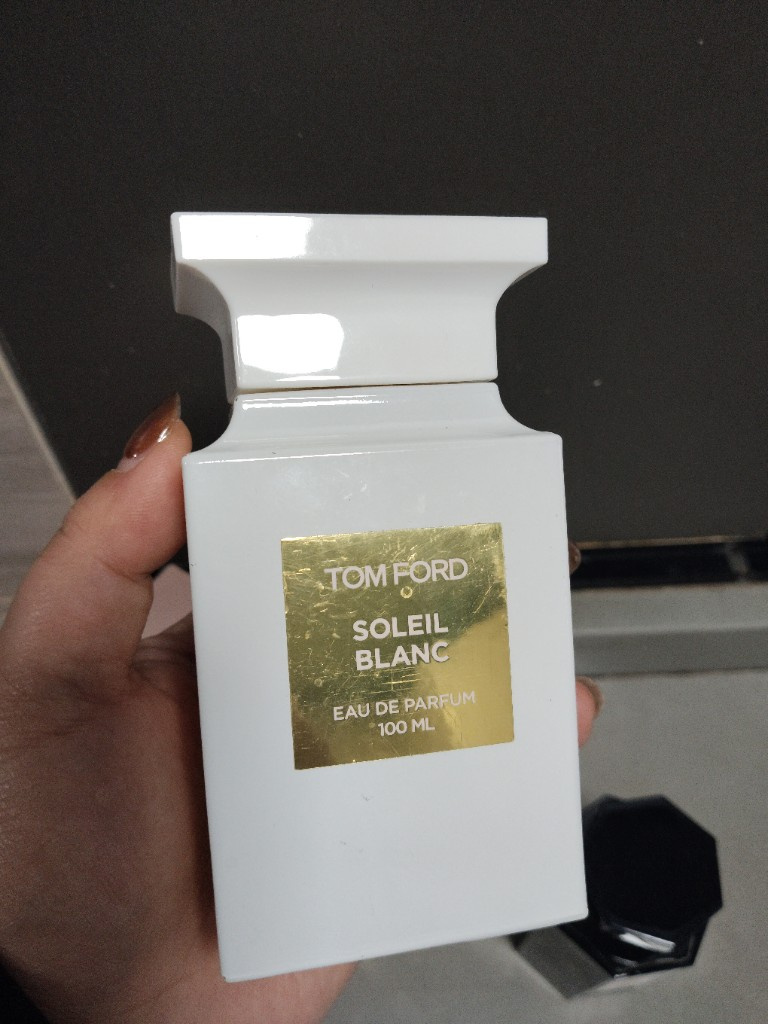 TOM FORD
SOLEIL
BLANC
EAU DE PARFUM
100 ML